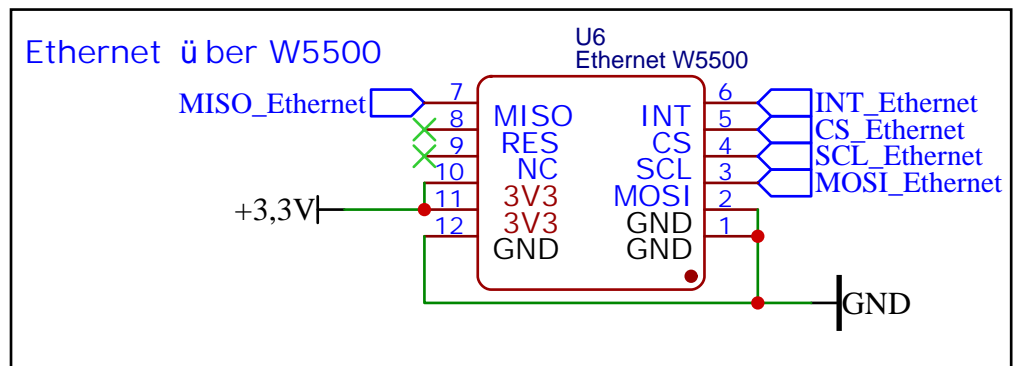 Ethernet über W5500
U6
Ethernet W5500
MISO_Ethernet
7
8
9
10
11
12
+3,3V
MISO
RES
NC
3V3
3V3
GND
INT
CS
SCL
MOSI
GND
GND
6
5
4
3
2
1
INT_Ethernet
CS_Ethernet
SCL_Ethernet
MOSI_Ethernet
GND